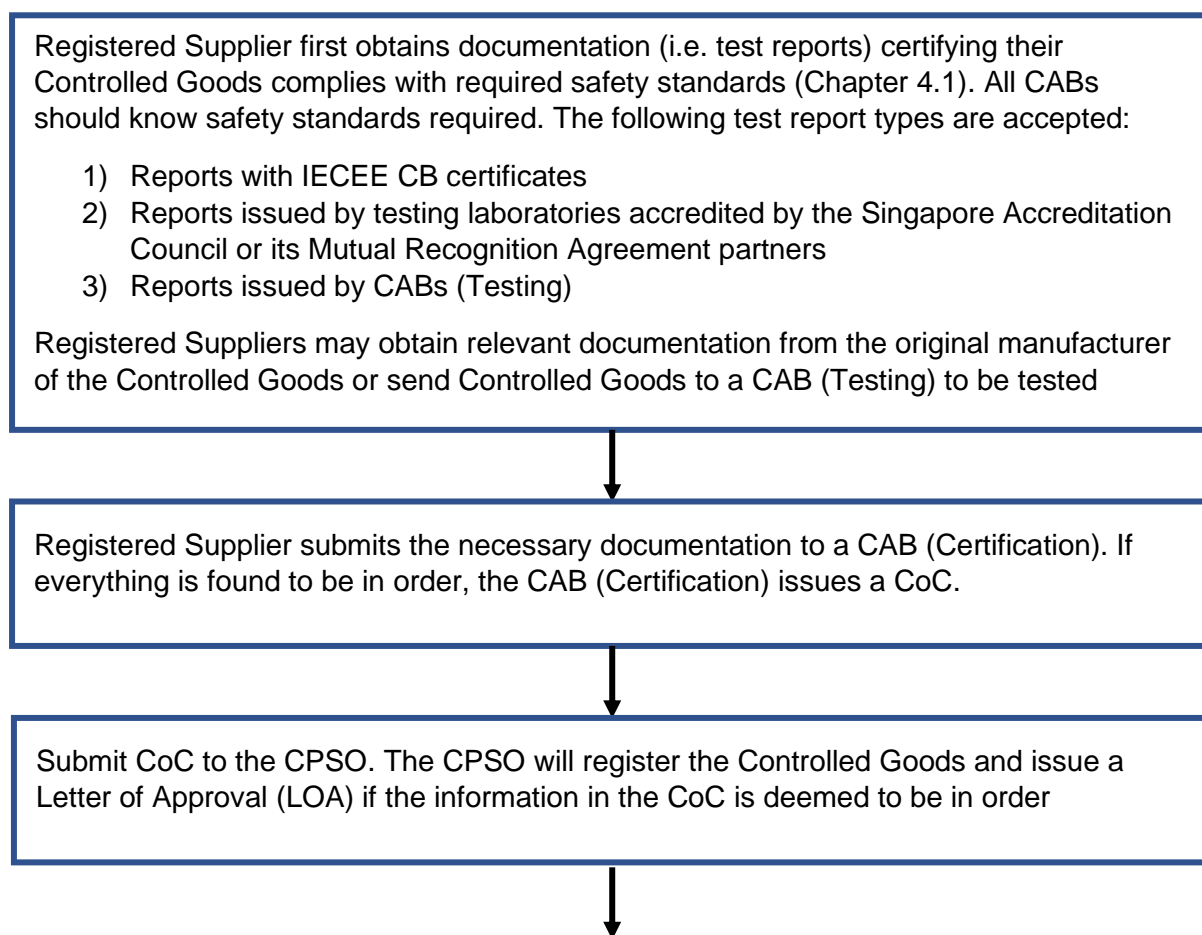 Registered Supplier first obtains documentation (i.e. test reports) certifying their
Controlled Goods complies with required safety standards (Chapter 4.1). All CABs
should know safety standards required. The following test report types are accepted:
1) Reports with IECEE CB certificates
2) Reports issued by testing laboratories accredited by the Singapore Accreditation
Council or its Mutual Recognition Agreement partners
3) Reports issued by CABs (Testing)
Registered Suppliers may obtain relevant documentation from the original manufacturer
of the Controlled Goods or send Controlled Goods to a CAB (Testing) to be tested
Registered Supplier submits the necessary documentation to a CAB (Certification). If
everything is found to be in order, the CAB (Certification) issues a CoC.
Submit CoC to the CPSO. The CPSO will register the Controlled Goods and issue a
Letter of Approval (LOA) if the information in the CoC is deemed to be in order